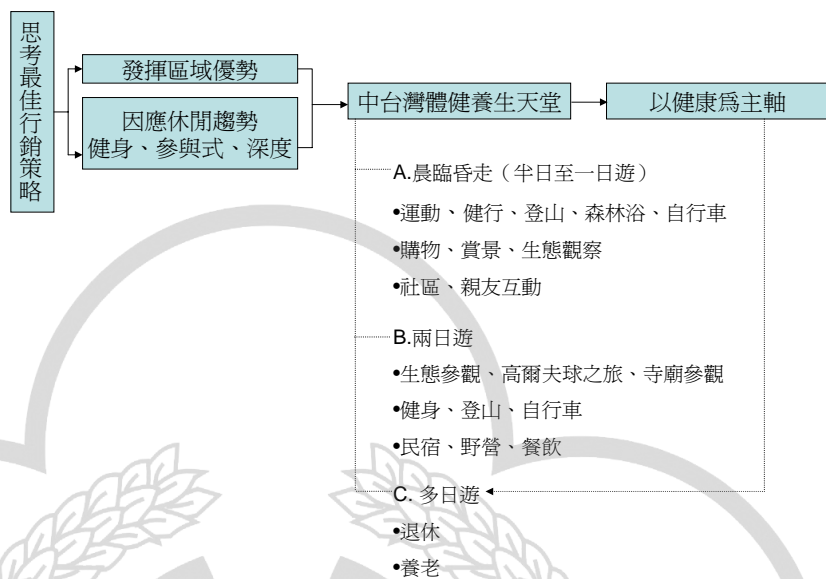 思考最佳行銷策略
發揮區域優勢
因應休閒趨勢
健身、參與式、深度
中台灣體健養生天堂
以健康為主軸
A.晨臨昏走（半日至一日遊）
•運動、健行、登山、森林浴、自行車
•購物、賞景、生態觀察
•社區、親友互動
B.兩日遊
•生態參觀、高爾夫球之旅、寺廟參觀
•健身、登山、自行車
•民宿、野營、餐飲
C. 多日遊
•退休
•養老